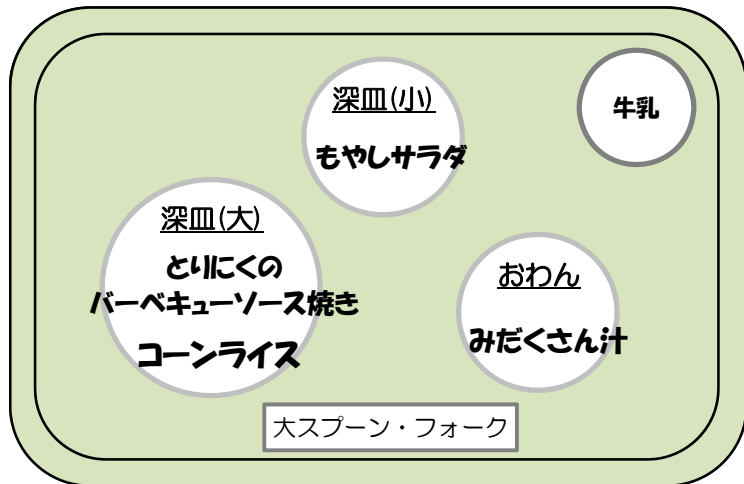 深皿(小)
もやしサラダ
牛乳
深皿(大)
とりにくの
バーベキューソース焼き
コーンライス
おわん
みだくさん汁
大スプーン・フォーク